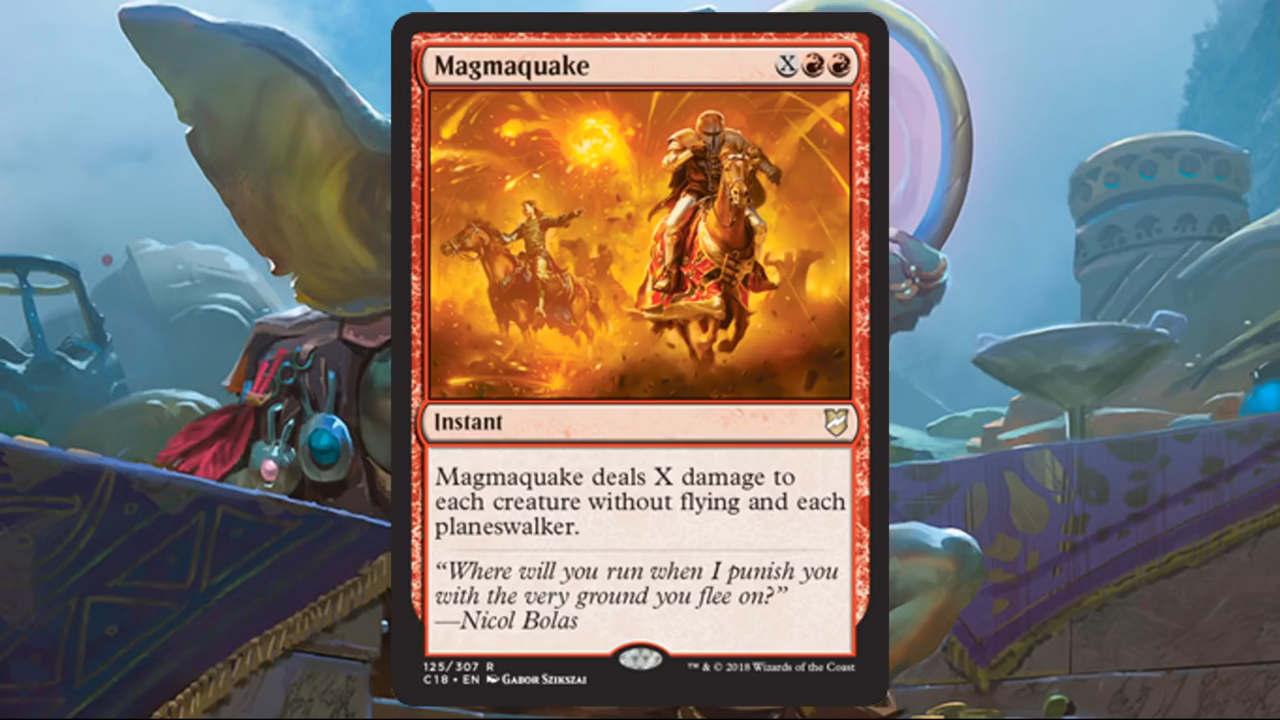 Magmaquake X
Instant
Magmaquake deals X damage to
each creature without flying and each
planeswalker.
“Where will you run when I punish you
with the very ground you flee on?”
—Nicol Bolas
125/307 R
™ & © 2018 Wizards of the Coast
C18 • EN GABOR SZIKSZAI